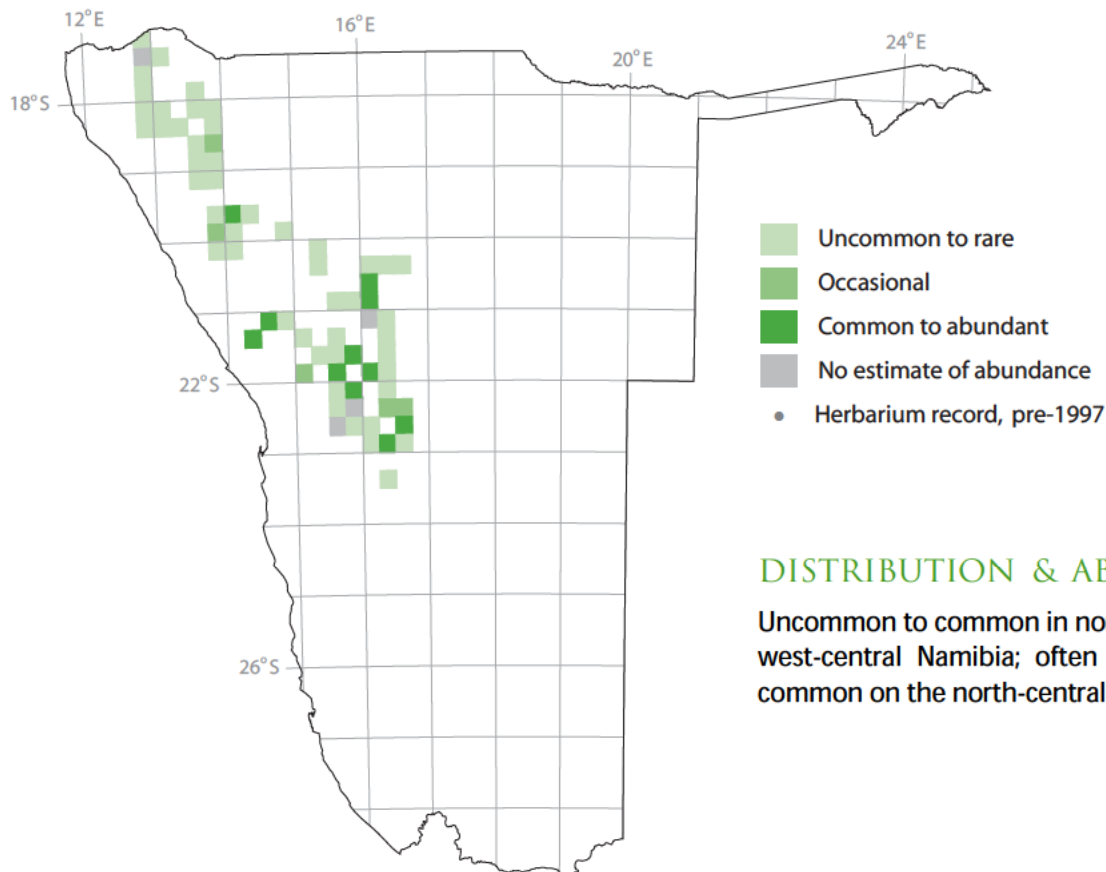 12°E
16°E
20°E
24°E
18°S
22°S
26°S
Uncommon to rare
Occasional
Common to abundant
No estimate of abundance
Herbarium record, pre-1997
DISTRIBUTION & AB
Uncommon to common in no
west-central Namibia; often
common on the north-central